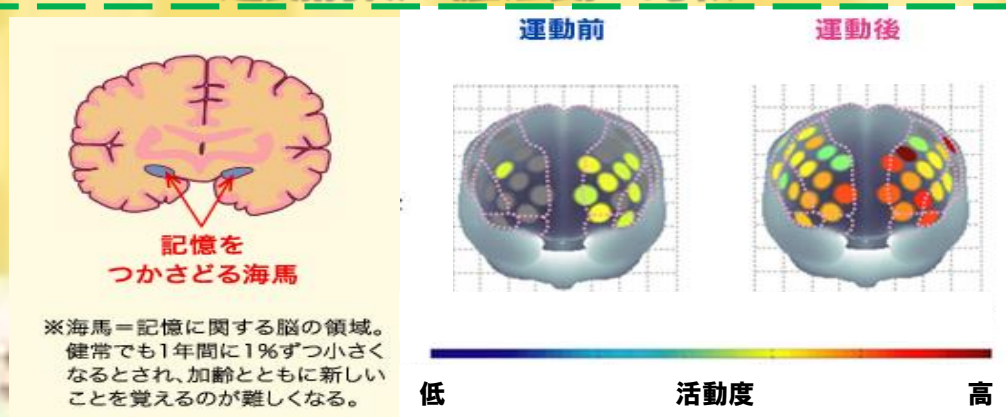 記憶を
つかさどる海馬
※海馬=記憶に関する脳の領域。
健常でも1年間に1%ずつ小さく
なるとされ、加齢とともに新しい
ことを覚えるのが難しくなる。
運動前
運動後
低
活動度
高